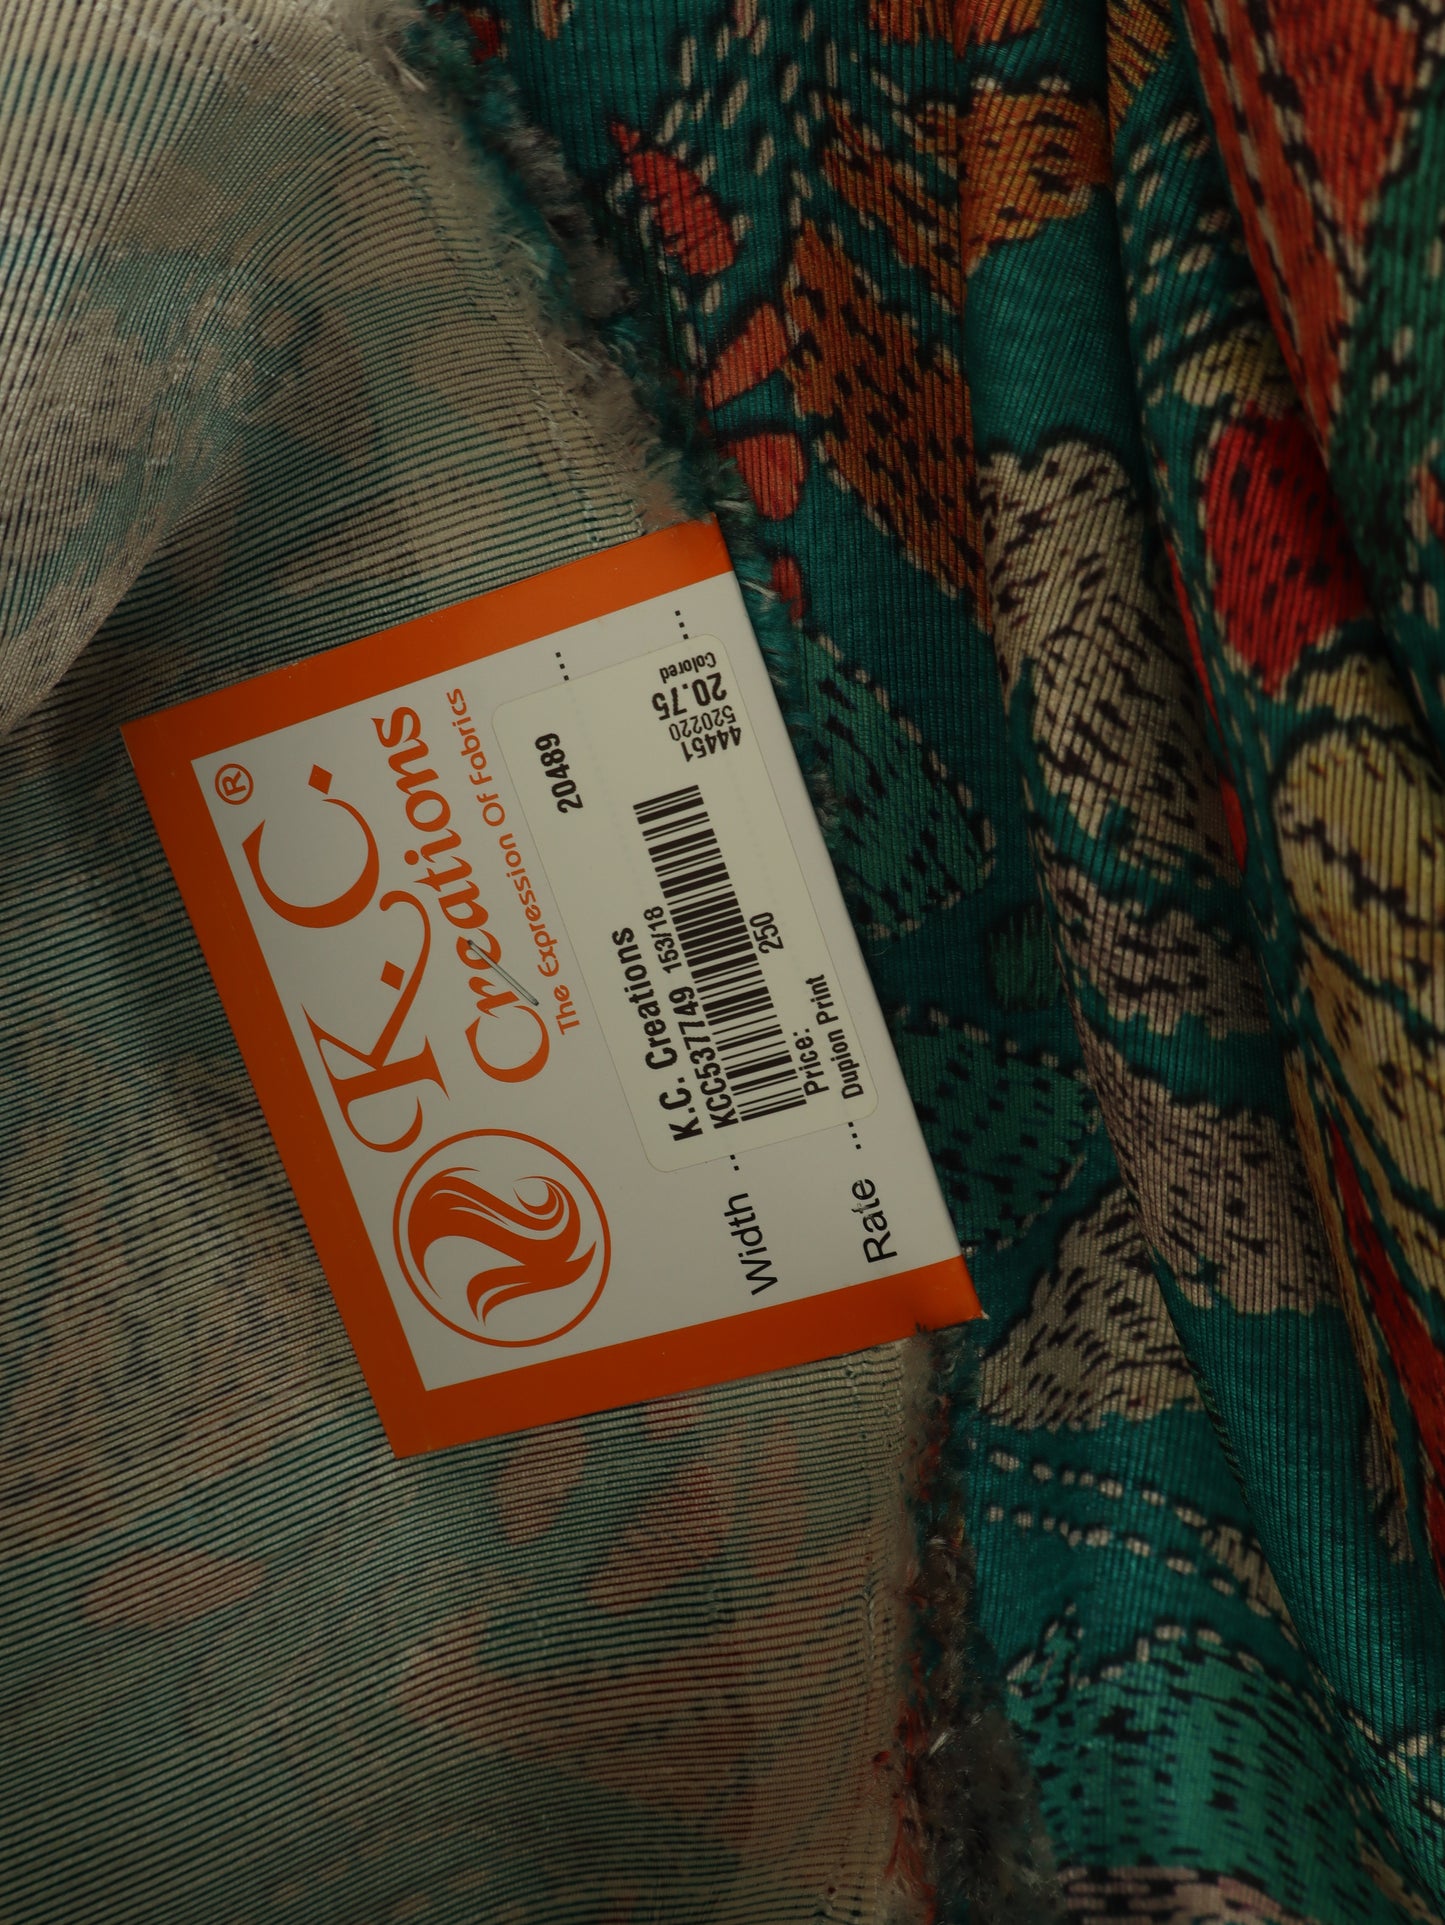 K.C.®
Creations
The Expression Of Fabrics
20489
K.C. Creations
KCC537749 153/18
44451
520220
20.75
Colored
Price: 250
Dupion Print
Width ...
Rate ...